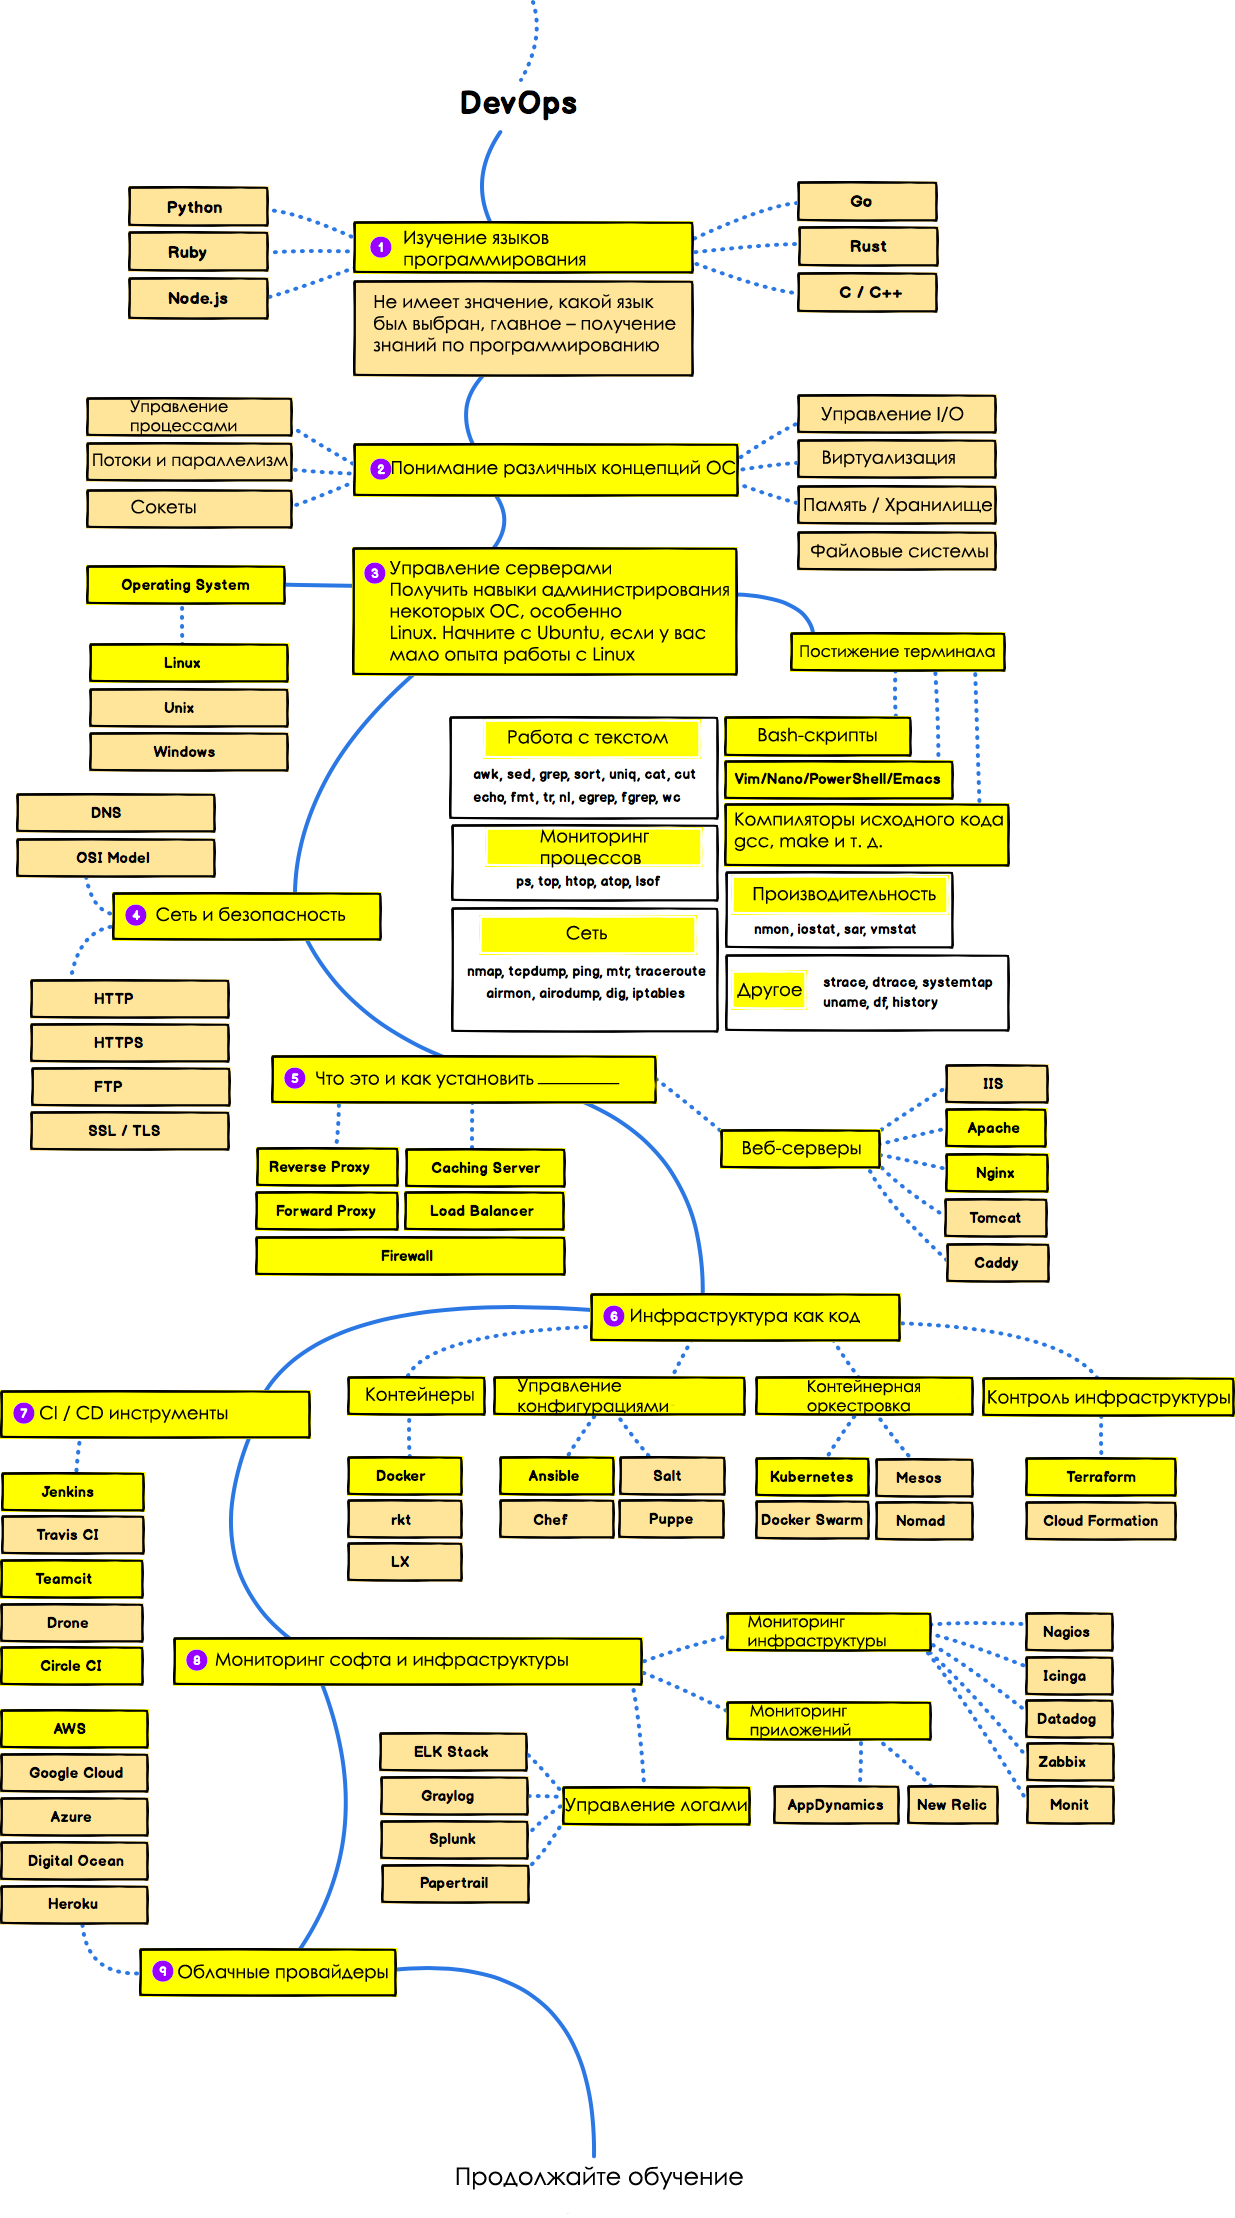 DevOps
Python
Ruby
Node.js
1 Изучение языков
программирования
Go
Rust
C / C++
Не имеет значение, какой язык
был выбран, главное – получение
знаний по программированию
Управление
процессами
Потоки и параллелизм
Сокеты
2 Понимание различных концепций ОС
Управление I/O
Виртуализация
Память / Хранилище
Файловые системы
3 Управление серверами
Получить навыки администрирования
некоторых ОС, особенно
Linux. Начните с Ubuntu, если у вас
мало опыта работы с Linux
Operating System
Linux
Unix
Windows
Постижение терминала
Работа с текстом
awk, sed, grep, sort, uniq, cat, cut
echo, fmt, tr, nl, egrep, fgrep, wc
Мониторинг
процессов
ps, top, htop, atop, lsof
Сеть
nmap, tcpdump, ping, mtr, traceroute
airmon, airodump, dig, iptables
Bash-скрипты
Vim/Nano/PowerShell/Emacs
Компиляторы исходного кода
gcc, make и т. д.
Производительность
nmon, iostat, sar, vmstat
Другое
strace, dtrace, systemtap
uname, df, history
DNS
OSI Model
4 Сеть и безопасность
HTTP
HTTPS
FTP
SSL / TLS
5 Что это и как установить _________
Reverse Proxy
Caching Server
Forward Proxy
Load Balancer
Firewall
Веб-серверы
IIS
Apache
Nginx
Tomcat
Caddy
6 Инфраструктура как код
Контейнеры
Docker
rkt
LX
Управление
конфигурациями
Ansible
Salt
Chef
Puppe
Контейнерная
оркестровка
Kubernetes
Mesos
Docker Swarm
Nomad
Контроль инфраструктуры
Terraform
Cloud Formation
7 CI / CD инструменты
Jenkins
Travis CI
Teamcit
Drone
Circle CI
8 Мониторинг софта и инфраструктуры
Мониторинг
инфраструктуры
Nagios
Icinga
Datadog
Zabbix
Monit
Мониторинг
приложений
AppDynamics
New Relic
Управление логами
ELK Stack
Graylog
Splunk
Papertrail
AWS
Google Cloud
Azure
Digital Ocean
Heroku
9 Облачные провайдеры
Продолжайте обучение